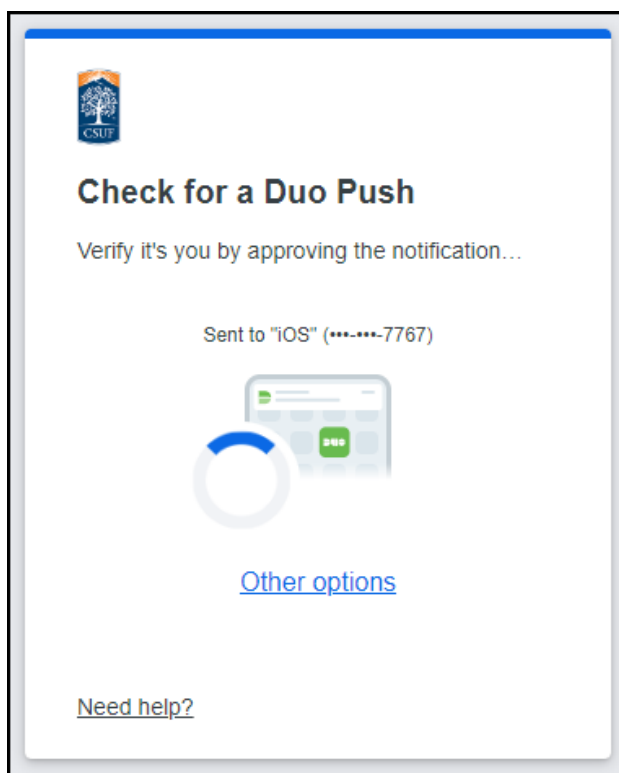 CSUF
Check for a Duo Push
Verify it's you by approving the notification...
Sent to "iOS" (•••-•••-7767)
DUO
Other options
Need help?